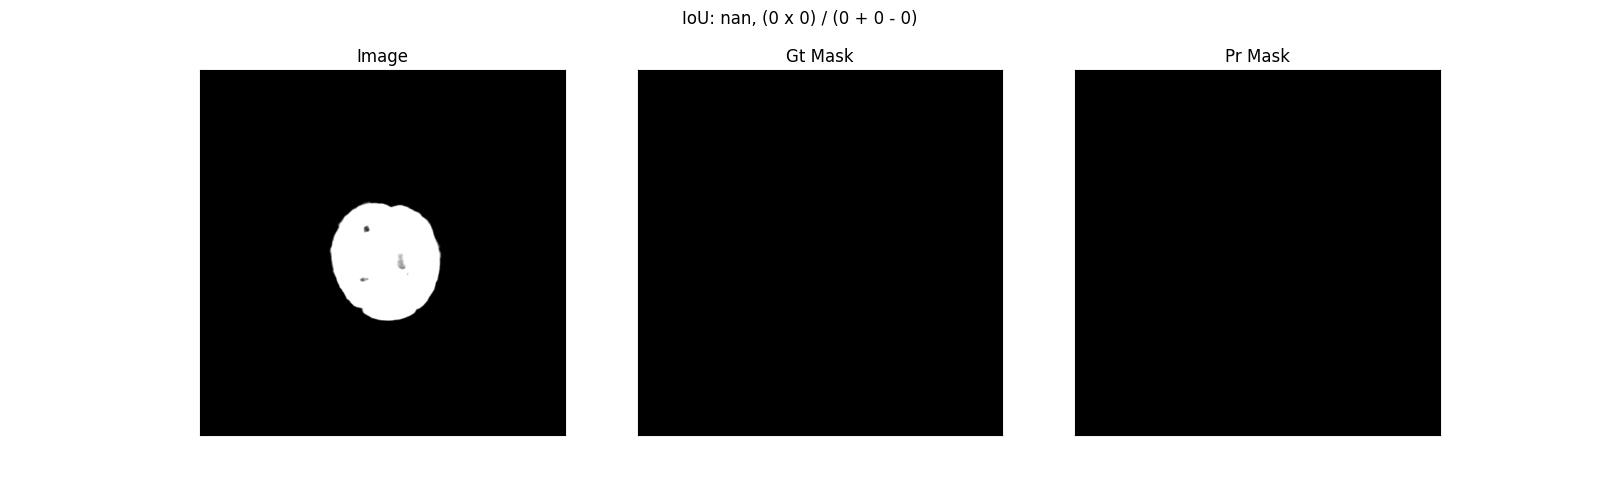 IoU: nan, (0 x 0) / (0 + 0 - 0)
Image
Gt Mask
Pr Mask